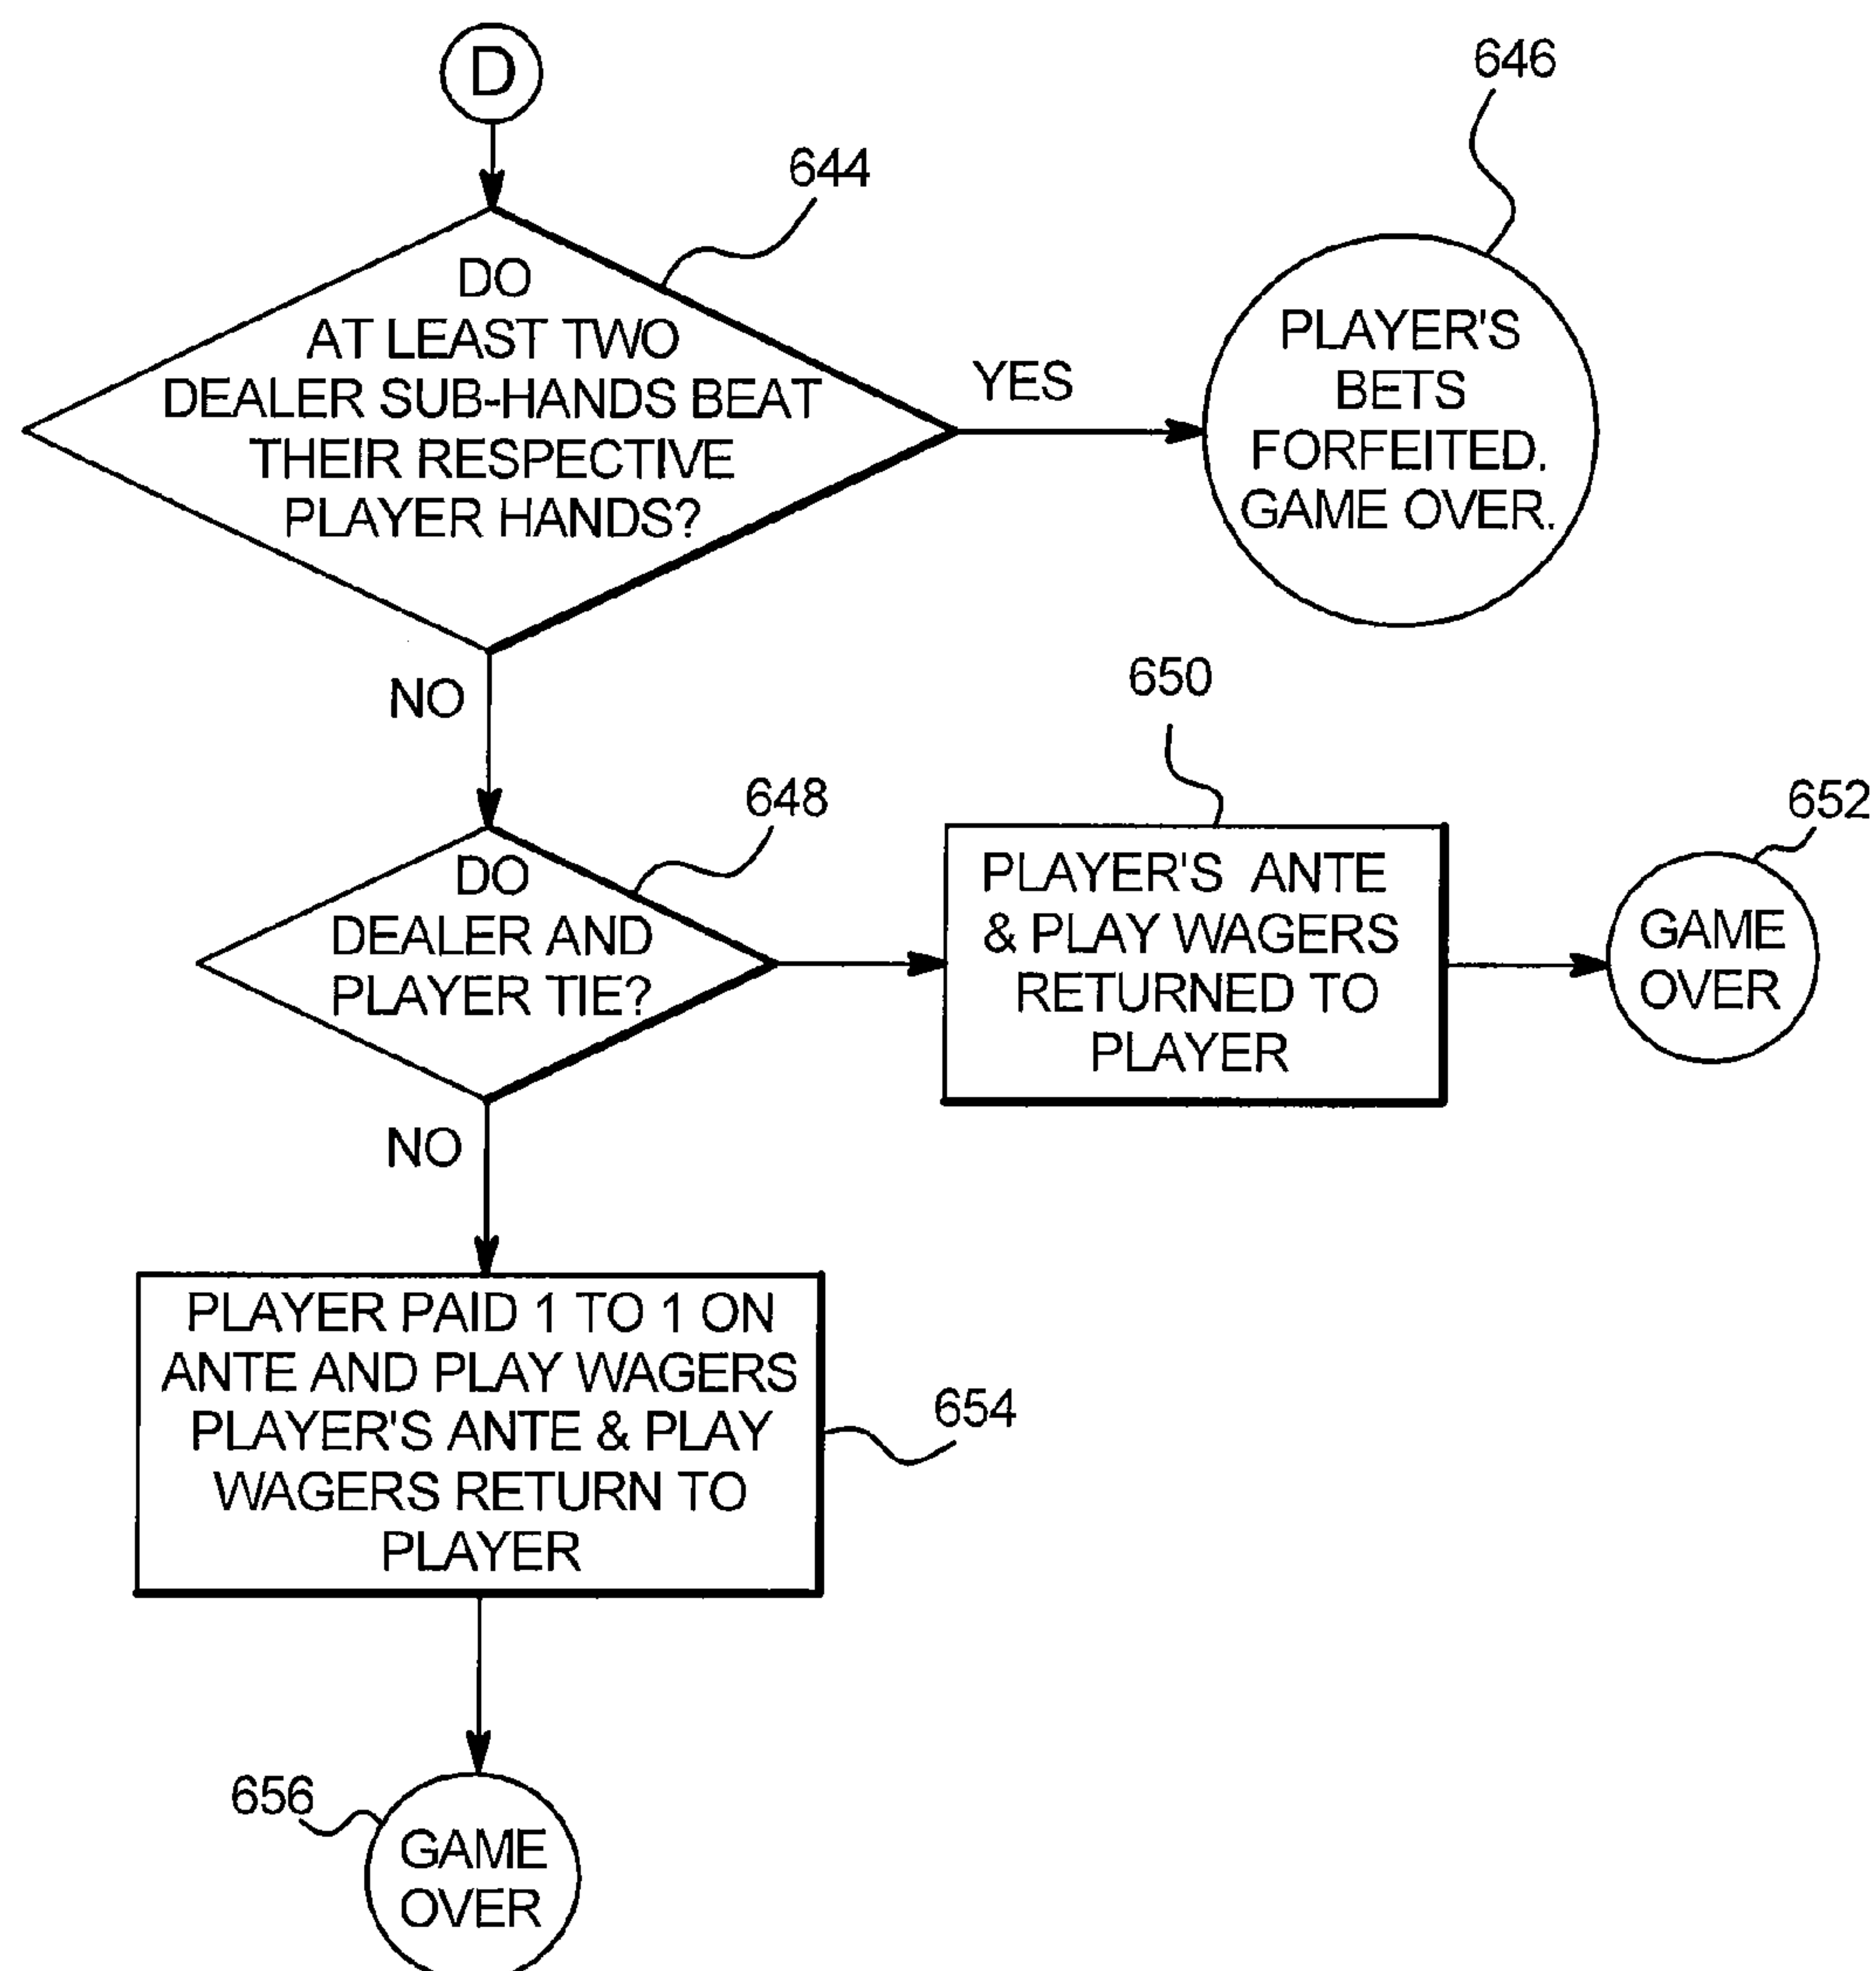 D
646
644
DO
AT LEAST TWO
DEALER SUB-HANDS BEAT
THEIR RESPECTIVE
PLAYER HANDS?
YES
PLAYER'S
BETS
FORFEITED.
GAME OVER.
NO
650
648
652
DO
DEALER AND
PLAYER TIE?
PLAYER'S ANTE
& PLAY WAGERS
RETURNED TO
PLAYER
GAME
OVER
NO
PLAYER PAID 1 TO 1 ON
ANTE AND PLAY WAGERS
PLAYER'S ANTE & PLAY
WAGERS RETURN TO
PLAYER
654
656
GAME
OVER